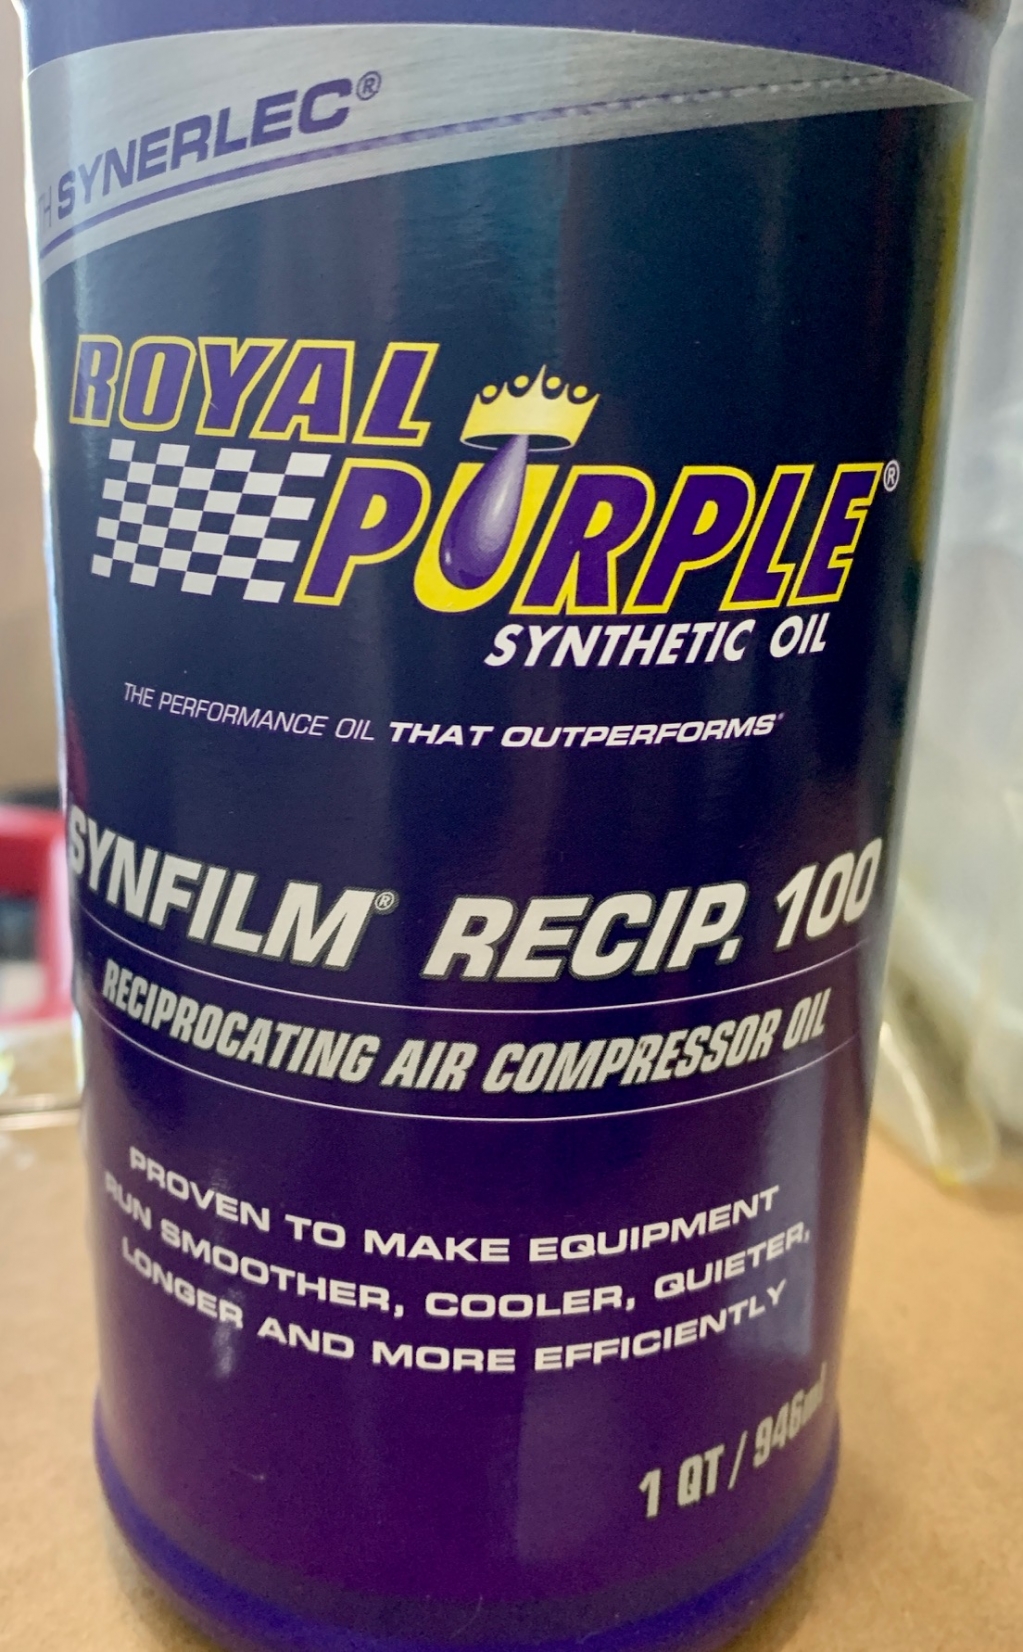 SYNERLEC®
ROYAL
PURPLE®
SYNTHETIC OIL
THE PERFORMANCE OIL THAT OUTPERFORMS®
SYNFILM® RECIP. 100
RECIPROCATING AIR COMPRESSOR OIL
PROVEN TO MAKE EQUIPMENT
RUN SMOOTHER, COOLER, QUIETER,
LONGER AND MORE EFFICIENTLY
1 QT / 946ml